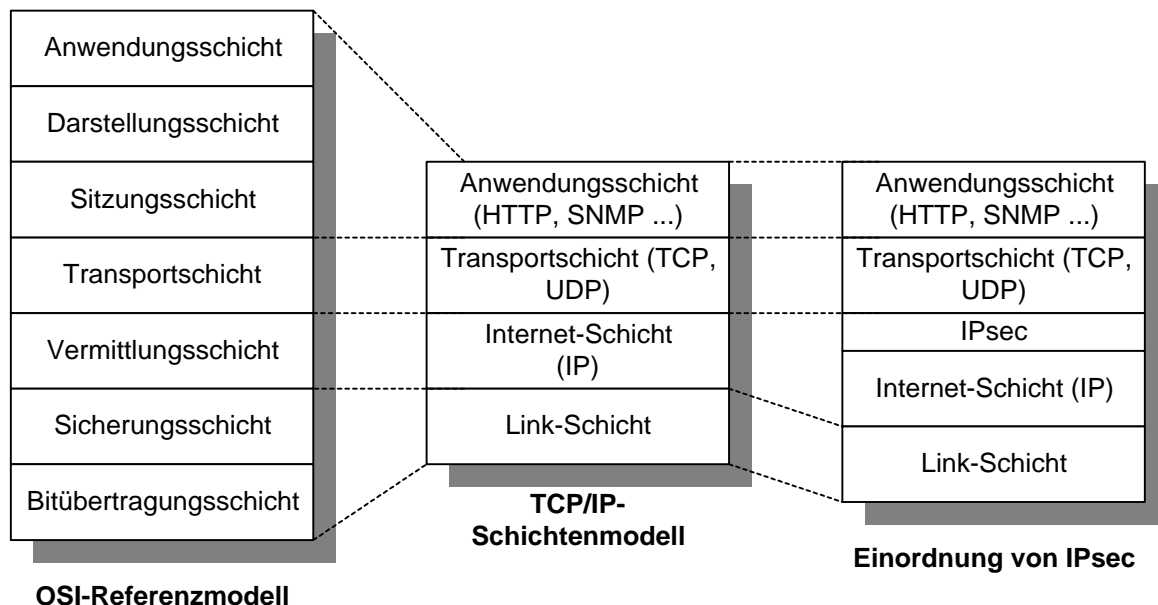 Anwendungsschicht
Darstellungsschicht
Sitzungsschicht
Transportschicht
Vermittlungsschicht
Sicherungsschicht
Bitübertragungsschicht
OSI-Referenzmodell
Anwendungsschicht
(HTTP, SNMP ...)
Transportschicht (TCP,
UDP)
Internet-Schicht
(IP)
Link-Schicht
TCP/IP-
Schichtenmodell
Anwendungsschicht
(HTTP, SNMP ...)
Transportschicht (TCP,
UDP)
IPsec
Internet-Schicht (IP)
Link-Schicht
Einordnung von IPsec